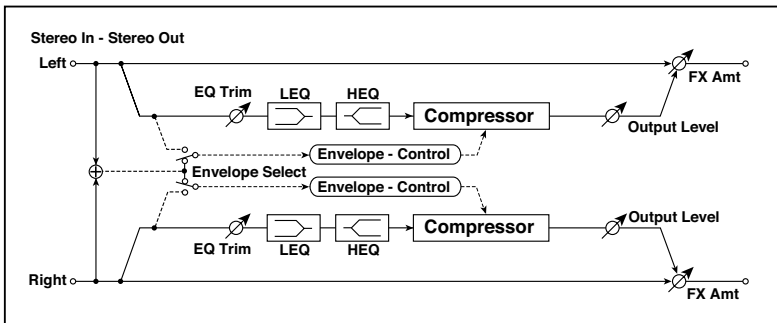 Stereo In - Stereo Out
Left
FX Amt
EQ Trim
LEQ
HEQ
Compressor
Output Level
Envelope - Control
Envelope Select
Envelope - Control
Output Level
EQ Trim
LEQ
HEQ
Compressor
Right
FX Amt